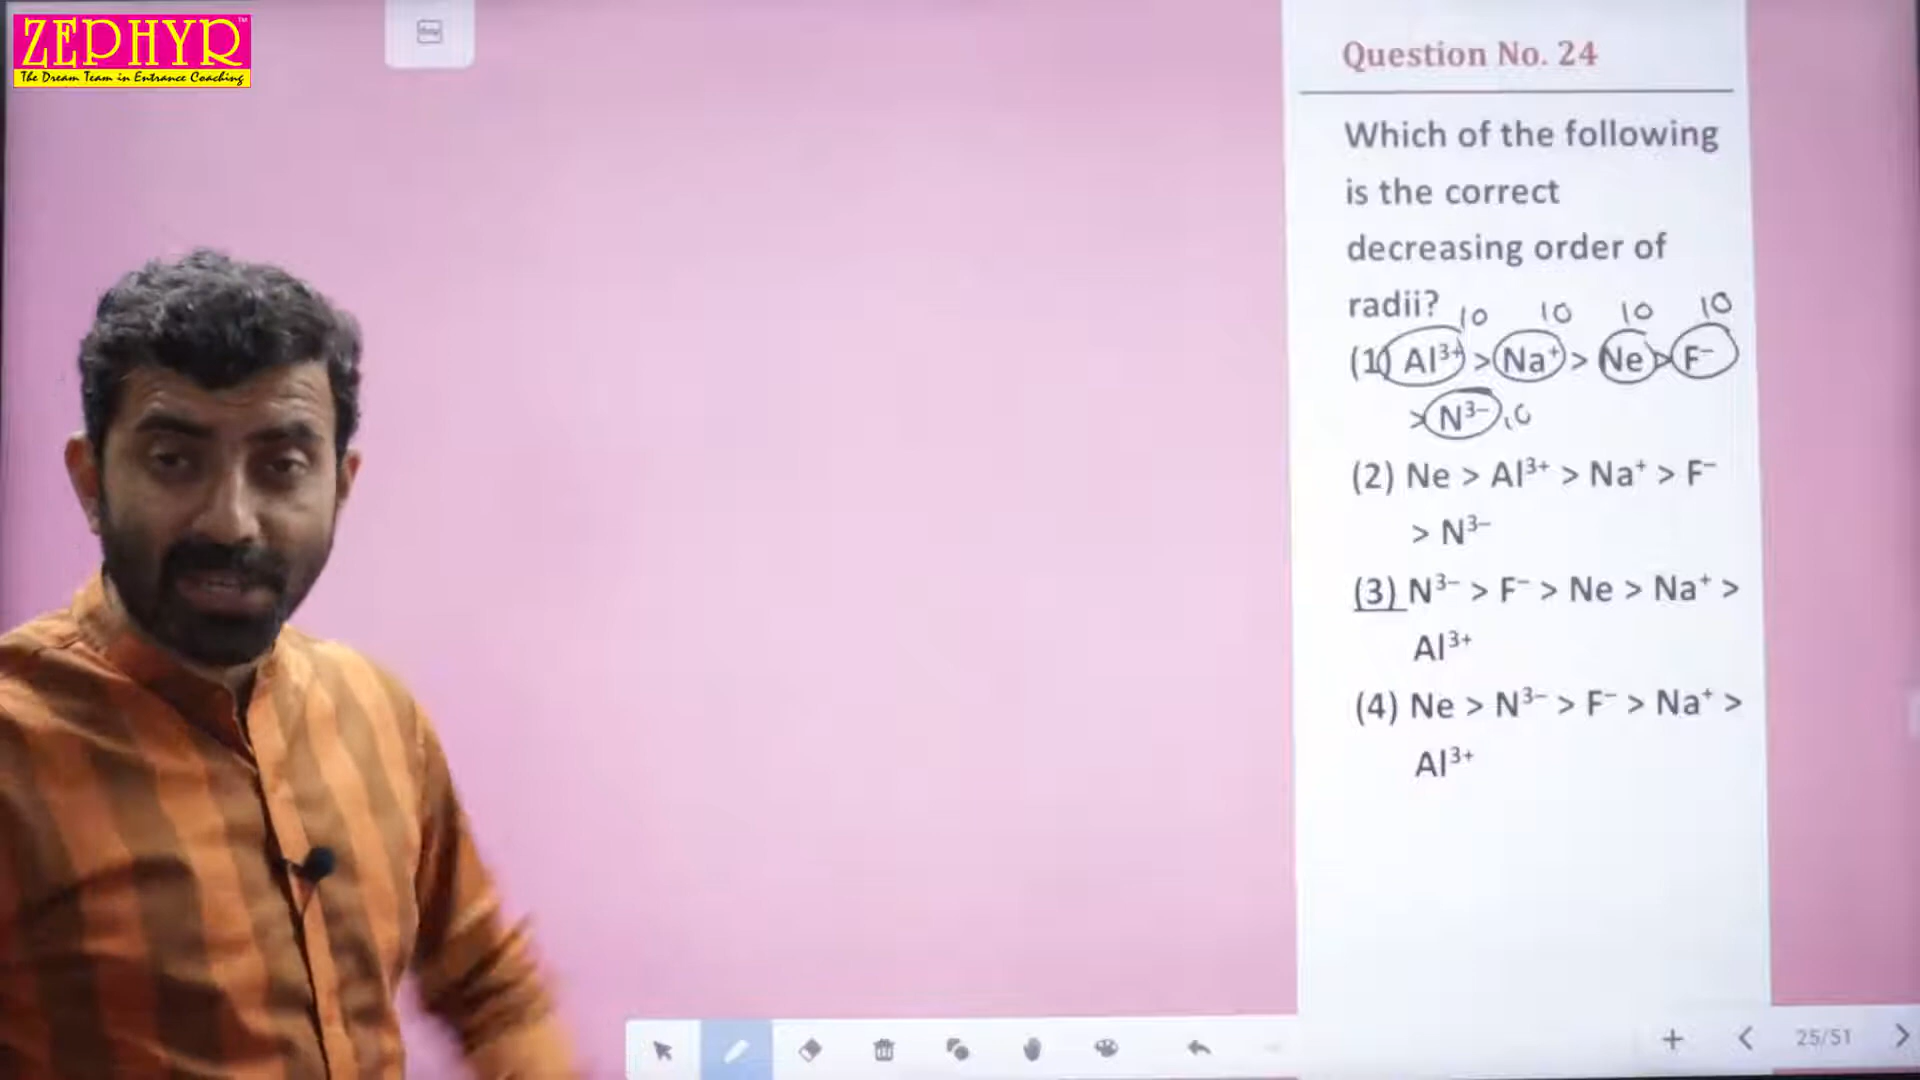 ZEPHYR™
The Dream Team in Entrance Coaching
Question No. 24
Which of the following
is the correct
decreasing order of
radii?
10 10 10 10
(1) Al³⁺ > Na⁺ > Ne > F⁻
> N³⁻ 10
(2) Ne > Al³⁺ > Na⁺ > F⁻
> N³⁻
(3) N³⁻ > F⁻ > Ne > Na⁺ >
Al³⁺
(4) Ne > N³⁻ > F⁻ > Na⁺ >
Al³⁺
25/51